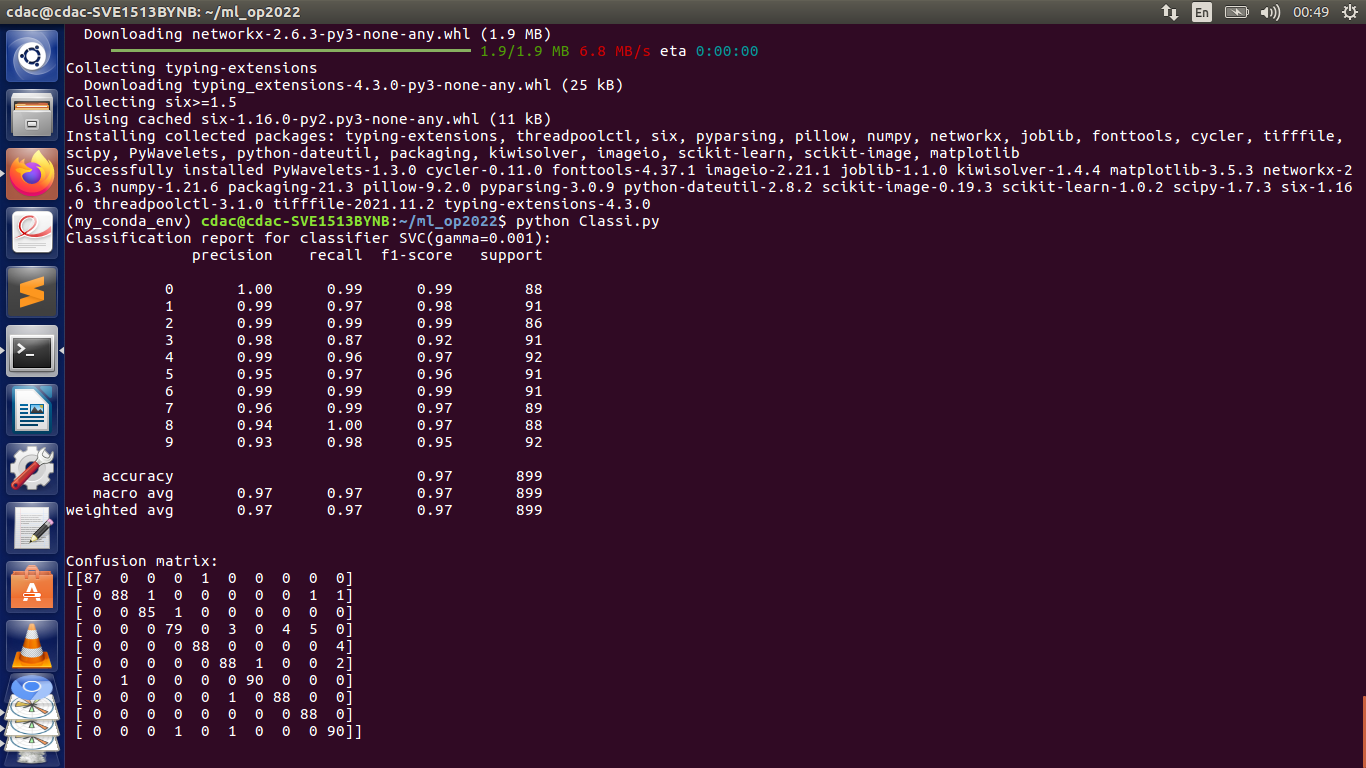 cdac@cdac-SVE1513BYNB: ~/ml_op2022
En
00:49
  Downloading networkx-2.6.3-py3-none-any.whl (1.9 MB)
1.9/1.9 MB 6.8 MB/s eta 0:00:00
Collecting typing-extensions
  Downloading typing_extensions-4.3.0-py3-none-any.whl (25 kB)
Collecting six>=1.5
  Using cached six-1.16.0-py2.py3-none-any.whl (11 kB)
Installing collected packages: typing-extensions, threadpoolctl, six, pyparsing, pillow, numpy, networkx, joblib, fonttools, cycler, tifffile,
scipy, PyWavelets, python-dateutil, packaging, kiwisolver, imageio, scikit-learn, scikit-image, matplotlib
Successfully installed PyWavelets-1.3.0 cycler-0.11.0 fonttools-4.37.1 imageio-2.21.1 joblib-1.1.0 kiwisolver-1.4.4 matplotlib-3.5.3 networkx-2
.6.3 numpy-1.21.6 packaging-21.3 pillow-9.2.0 pyparsing-3.0.9 python-dateutil-2.8.2 scikit-image-0.19.3 scikit-learn-1.0.2 scipy-1.7.3 six-1.16
.0 threadpoolctl-3.1.0 tifffile-2021.11.2 typing-extensions-4.3.0
(my_conda_env) cdac@cdac-SVE1513BYNB:~/ml_op2022$ python Classi.py
Classification report for classifier SVC(gamma=0.001):
              precision    recall  f1-score   support
           0       1.00      0.99      0.99        88
           1       0.99      0.97      0.98        91
           2       0.99      0.99      0.99        86
           3       0.98      0.87      0.92        91
           4       0.99      0.96      0.97        92
           5       0.95      0.97      0.96        91
           6       0.99      0.99      0.99        91
           7       0.96      0.99      0.97        89
           8       0.94      1.00      0.97        88
           9       0.93      0.98      0.95        92
    accuracy                           0.97       899
   macro avg       0.97      0.97      0.97       899
weighted avg       0.97      0.97      0.97       899
Confusion matrix:
[[87  0  0  0  1  0  0  0  0  0]
 [ 0 88  1  0  0  0  0  0  1  1]
 [ 0  0 85  1  0  0  0  0  0  0]
 [ 0  0  0 79  0  3  0  4  5  0]
 [ 0  0  0  0 88  0  0  0  0  4]
 [ 0  0  0  0  0 88  1  0  0  2]
 [ 0  1  0  0  0  0 90  0  0  0]
 [ 0  0  0  0  0  1  0 88  0  0]
 [ 0  0  0  0  0  0  0  0 88  0]
 [ 0  0  0  1  0  1  0  0  0 90]]